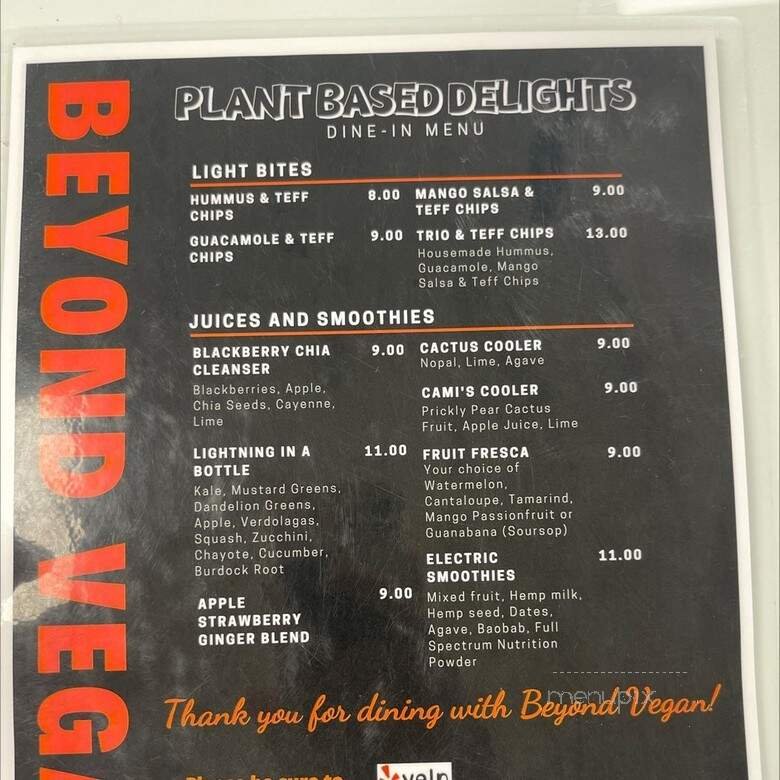 BEYOND VEGA
PLANT BASED DELIGHTS
DINE-IN MENU
LIGHT BITES
HUMMUS & TEFF
CHIPS
8.00
GUACAMOLE & TEFF
CHIPS
9.00
MANGO SALSA &
TEFF CHIPS
9.00
TRIO & TEFF CHIPS
13.00
Housemade Hummus,
Guacamole, Mango
Salsa & Teff Chips
JUICES AND SMOOTHIES
BLACKBERRY CHIA
CLEANSER
9.00
Blackberries, Apple,
Chia Seeds, Cayenne,
Lime
LIGHTNING IN A
BOTTLE
11.00
Kale, Mustard Greens,
Dandelion Greens,
Apple, Verdolagas,
Squash, Zucchini,
Chayote, Cucumber,
Burdock Root
APPLE
STRAWBERRY
GINGER BLEND
9.00
CACTUS COOLER
9.00
Nopal, Lime, Agave
CAMI'S COOLER
9.00
Prickly Pear Cactus
Fruit, Apple Juice, Lime
FRUIT FRESCA
9.00
Your choice of
Watermelon,
Cantaloupe, Tamarind,
Mango Passionfruit or
Guanabana (Soursop)
ELECTRIC
SMOOTHIES
11.00
Mixed fruit, Hemp milk,
Hemp seed, Dates,
Agave, Baobab, Full
Spectrum Nutrition
Powder
menupix
Thank you for dining with Beyond Vegan!
Please be sure to
yelp